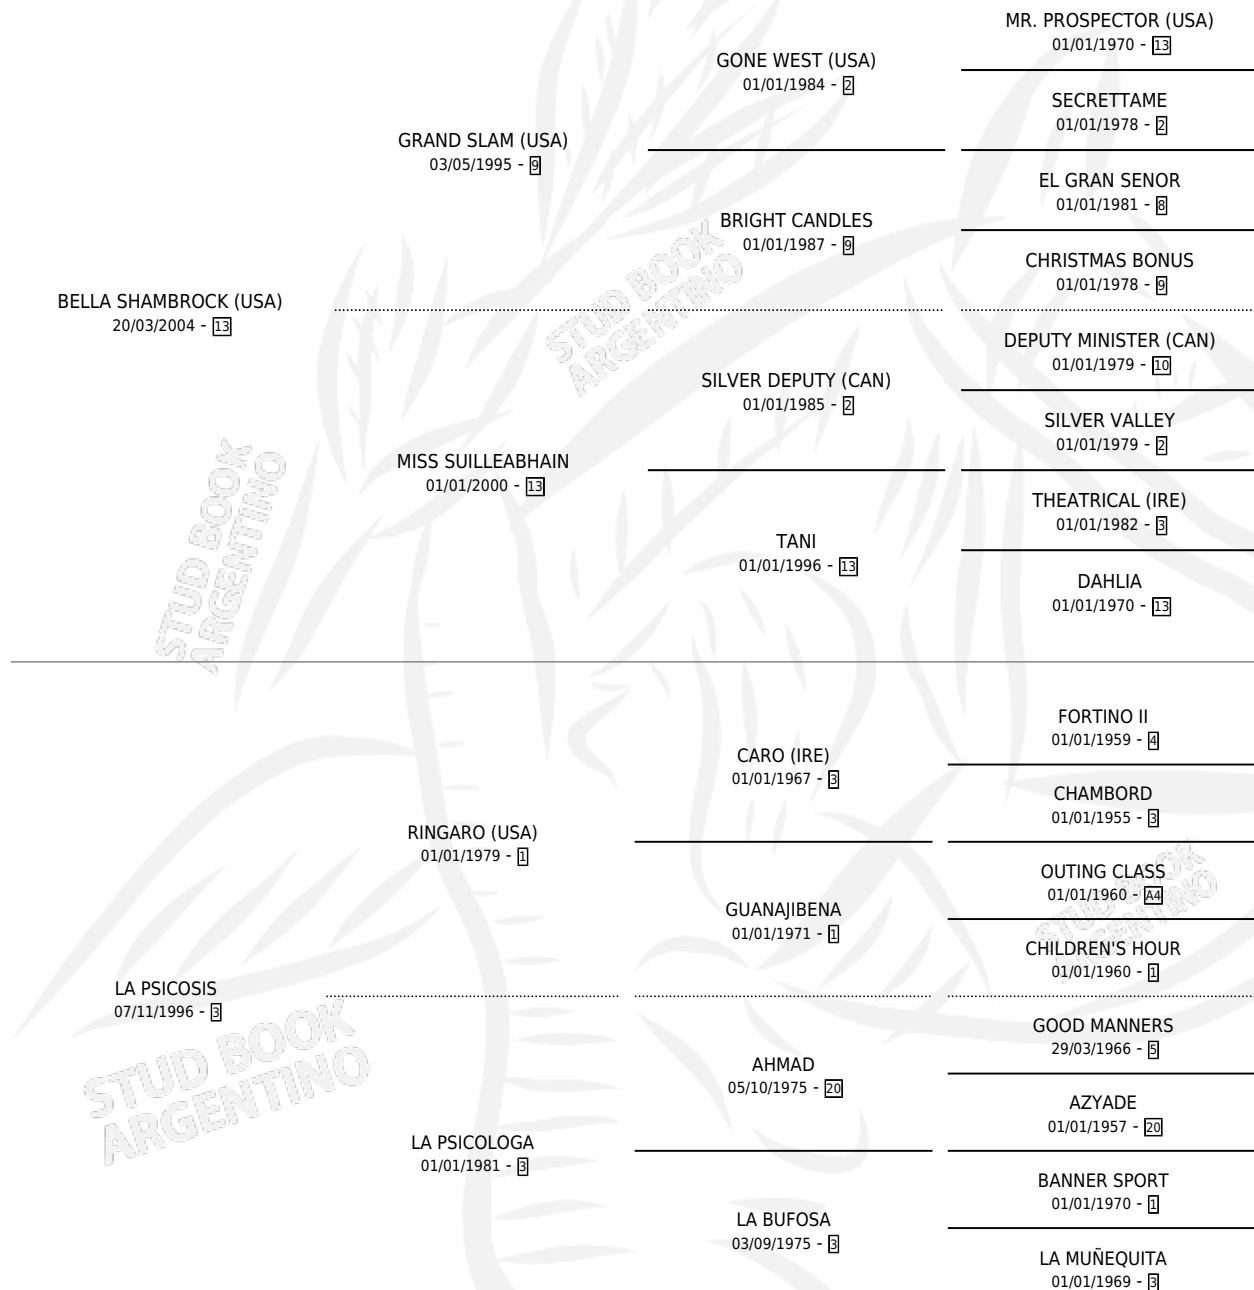 MR. PROSPECTOR (USA)
01/01/1970 - 13
GONE WEST (USA)
01/01/1984 - 2
SECRETTAME
01/01/1978 - 2
GRAND SLAM (USA)
03/05/1995 - 9
EL GRAN SENOR
01/01/1981 - 8
BRIGHT CANDLES
01/01/1987 - 9
CHRISTMAS BONUS
01/01/1978 - 9
BELLA SHAMBROCK (USA)
20/03/2004 - 13
DEPUTY MINISTER (CAN)
01/01/1979 - 10
SILVER DEPUTY (CAN)
01/01/1985 - 2
SILVER VALLEY
01/01/1979 - 2
MISS SUILLEABHAIN
01/01/2000 - 13
THEATRICAL (IRE)
01/01/1982 - 3
TANI
01/01/1996 - 13
DAHLIA
01/01/1970 - 13
FORTINO II
01/01/1959 - 4
CARO (IRE)
01/01/1967 - 3
CHAMBORD
01/01/1955 - 3
RINGARO (USA)
01/01/1979 - 1
OUTING CLASS
01/01/1960 - A4
GUANAJIBENA
01/01/1971 - 1
CHILDREN'S HOUR
01/01/1960 - 1
LA PSICOSIS
07/11/1996 - 3
GOOD MANNERS
29/03/1966 - 5
AHMAD
05/10/1975 - 20
AZYADE
01/01/1957 - 20
LA PSICOLOGA
01/01/1981 - 3
BANNER SPORT
01/01/1970 - 1
LA BUFOSA
03/09/1975 - 3
LA MUÑEQUITA
01/01/1969 - 3
STUD BOOK
ARGENTINO
STUD BOOK
ARGENTINO
STUD BOOK
ARGENTINO
STUD BOOK
ARGENTINO